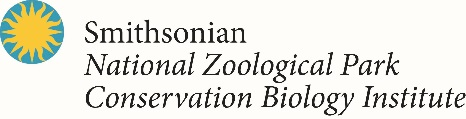 Smithsonian
National Zoological Park
Conservation Biology Institute